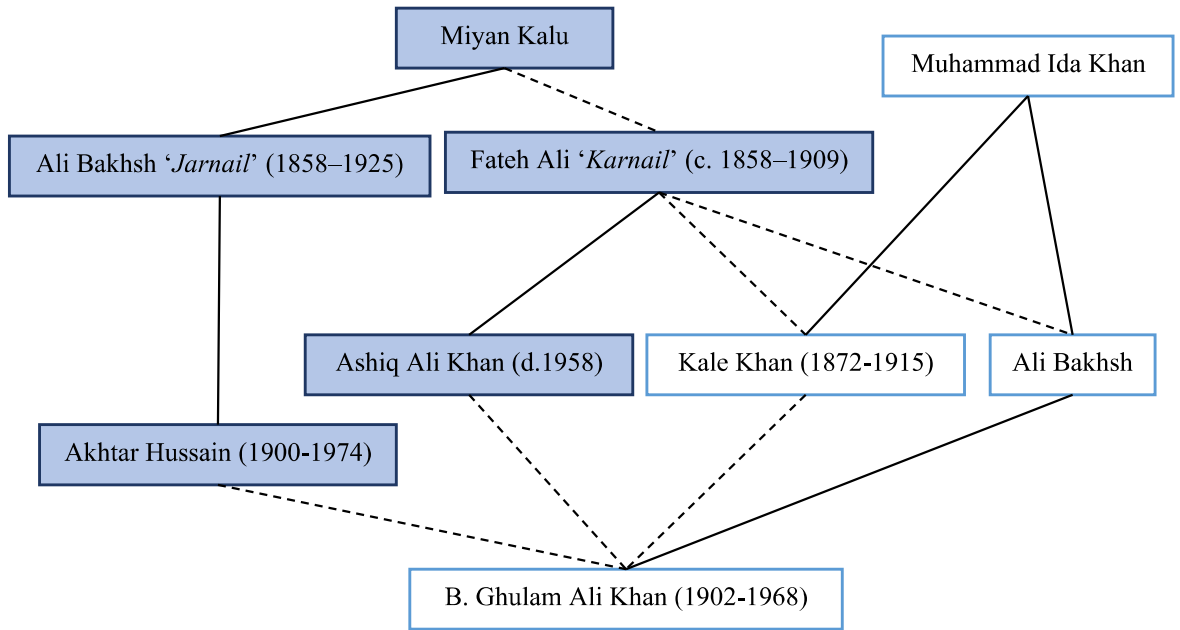 Miyan Kalu
Muhammad Ida Khan
Ali Bakhsh ‘Jarnail’ (1858–1925)
Fateh Ali ‘Karnail’ (c. 1858–1909)
Ashiq Ali Khan (d.1958)
Kale Khan (1872-1915)
Ali Bakhsh
Akhtar Hussain (1900-1974)
B. Ghulam Ali Khan (1902-1968)